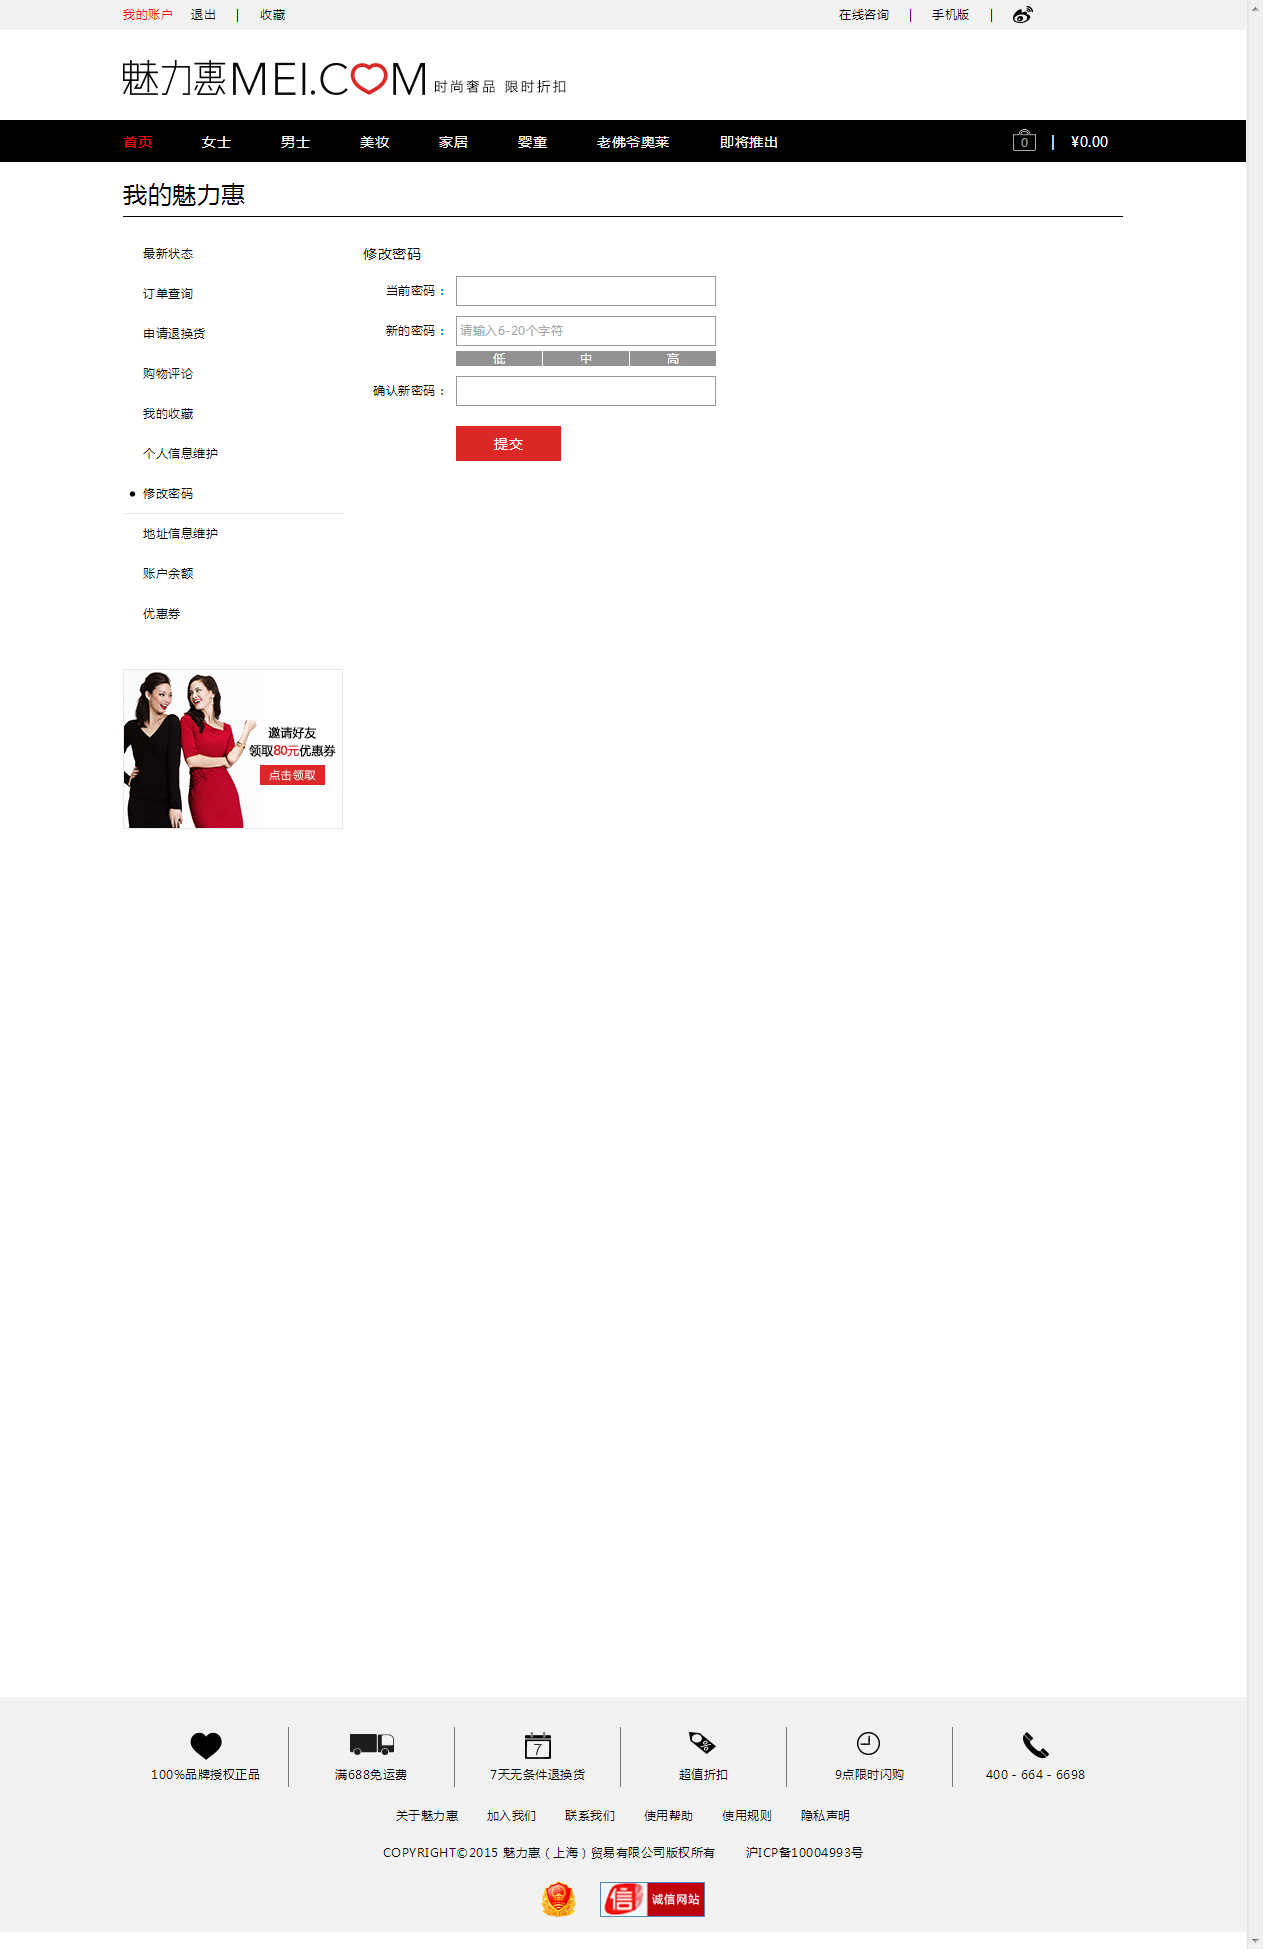 我的账户 退出 | 收藏 在线咨询 | 手机版 |
魅力惠MEI.COM 时尚奢品 限时折扣
首页 女士 男士 美妆 家居 婴童 老佛爷奥莱 即将推出 0 | ¥0.00
我的魅力惠
最新状态
订单查询
申请退换货
购物评论
我的收藏
个人信息维护
修改密码
地址信息维护
账户余额
优惠券
修改密码
当前密码：
新的密码： 请输入6-20个字符
低 中 高
确认新密码：
提交
邀请好友
领取80元优惠券
点击领取
7
%
100%品牌授权正品 满688免运费 7天无条件退换货 超值折扣 9点限时闪购 400 - 664 - 6698
关于魅力惠 加入我们 联系我们 使用帮助 使用规则 隐私声明
COPYRIGHT©2015 魅力惠（上海）贸易有限公司版权所有 沪ICP备10004993号
信 诚信网站